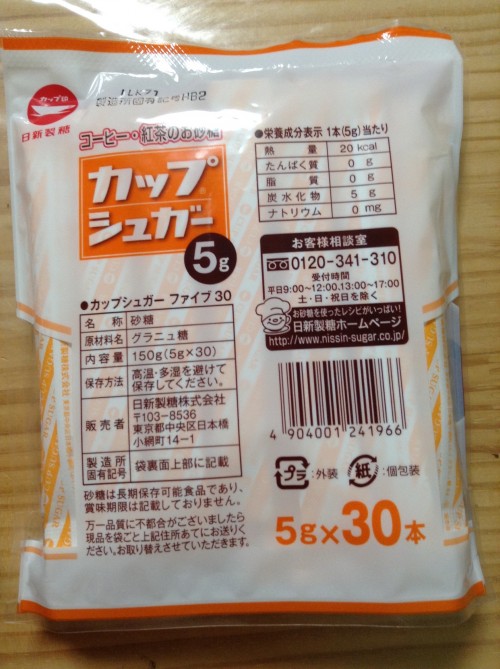 カップ印
日新製糖
製造所固有記号HB2
コーヒー・紅茶のお砂糖
カップ
シュガー
5g
●カップシュガー ファイブ 30
名称 砂糖
原材料名 グラニュ糖
内容量 150g(5g×30)
保存方法 高温・多湿を避けて
保存してください。
販売者 日新製糖株式会社
〒103-8536
東京都中央区日本橋
小網町14-1
製造所
固有記号 袋裏面上部に記載
砂糖は長期保存可能食品であり、
賞味期限は記載しておりません。
万一品質に不都合がございましたら
現品を袋ごと上記住所あてにお送りく
ださい。お取り替えさせていただきます。
●栄養成分表示 1本(5g)当たり
熱量 20 kcal
たんぱく質 0 g
脂質 0 g
炭水化物 5 g
ナトリウム 0 mg
お客様相談室
0120-341-310
受付時間
平日9:00~12:00、13:00~17:00
土・日・祝日を除く
お砂糖を使ったレシピがいっぱい!
日新製糖ホームページ
http://www.nissin-sugar.co.jp/
4 904001 241966
プラ :外装 紙 :個包装
5g×30本